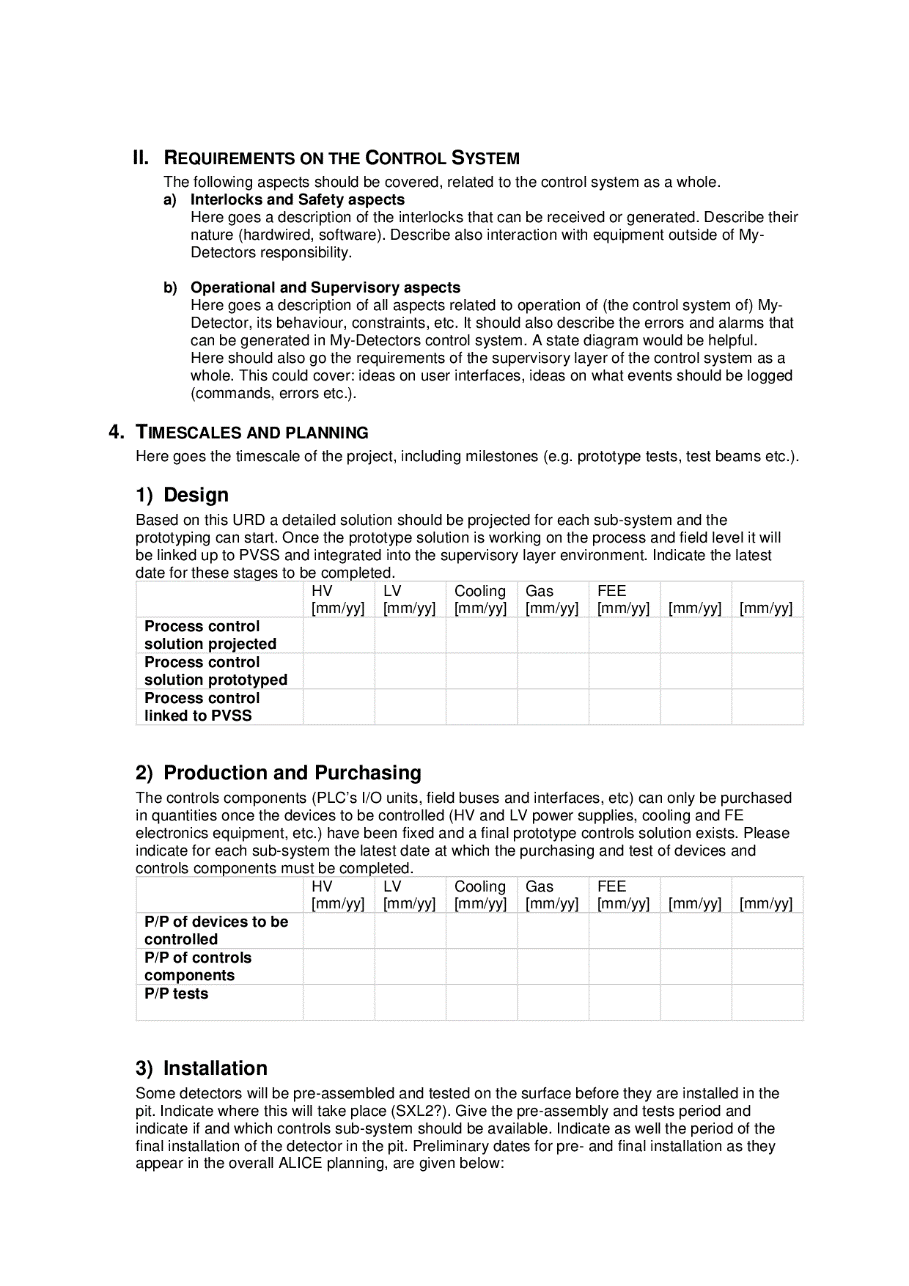 II. REQUIREMENTS ON THE CONTROL SYSTEM
The following aspects should be covered, related to the control system as a whole.
a) Interlocks and Safety aspects
Here goes a description of the interlocks that can be received or generated. Describe their
nature (hardwired, software). Describe also interaction with equipment outside of My-
Detectors responsibility.
b) Operational and Supervisory aspects
Here goes a description of all aspects related to operation of (the control system of) My-
Detector, its behaviour, constraints, etc. It should also describe the errors and alarms that
can be generated in My-Detectors control system. A state diagram would be helpful.
Here should also go the requirements of the supervisory layer of the control system as a
whole. This could cover: ideas on user interfaces, ideas on what events should be logged
(commands, errors etc.).
4. TIMESCALES AND PLANNING
Here goes the timescale of the project, including milestones (e.g. prototype tests, test beams etc.).
1) Design
Based on this URD a detailed solution should be projected for each sub-system and the
prototyping can start. Once the prototype solution is working on the process and field level it will
be linked up to PVSS and integrated into the supervisory layer environment. Indicate the latest
date for these stages to be completed.
HV LV Cooling Gas FEE
[mm/yy] [mm/yy] [mm/yy] [mm/yy] [mm/yy] [mm/yy] [mm/yy]
Process control
solution projected
Process control
solution prototyped
Process control
linked to PVSS
2) Production and Purchasing
The controls components (PLC's I/O units, field buses and interfaces, etc) can only be purchased
in quantities once the devices to be controlled (HV and LV power supplies, cooling and FE
electronics equipment, etc.) have been fixed and a final prototype controls solution exists. Please
indicate for each sub-system the latest date at which the purchasing and test of devices and
controls components must be completed.
HV LV Cooling Gas FEE
[mm/yy] [mm/yy] [mm/yy] [mm/yy] [mm/yy] [mm/yy] [mm/yy]
P/P of devices to be
controlled
P/P of controls
components
P/P tests
3) Installation
Some detectors will be pre-assembled and tested on the surface before they are installed in the
pit. Indicate where this will take place (SXL2?). Give the pre-assembly and tests period and
indicate if and which controls sub-system should be available. Indicate as well the period of the
final installation of the detector in the pit. Preliminary dates for pre- and final installation as they
appear in the overall ALICE planning, are given below: